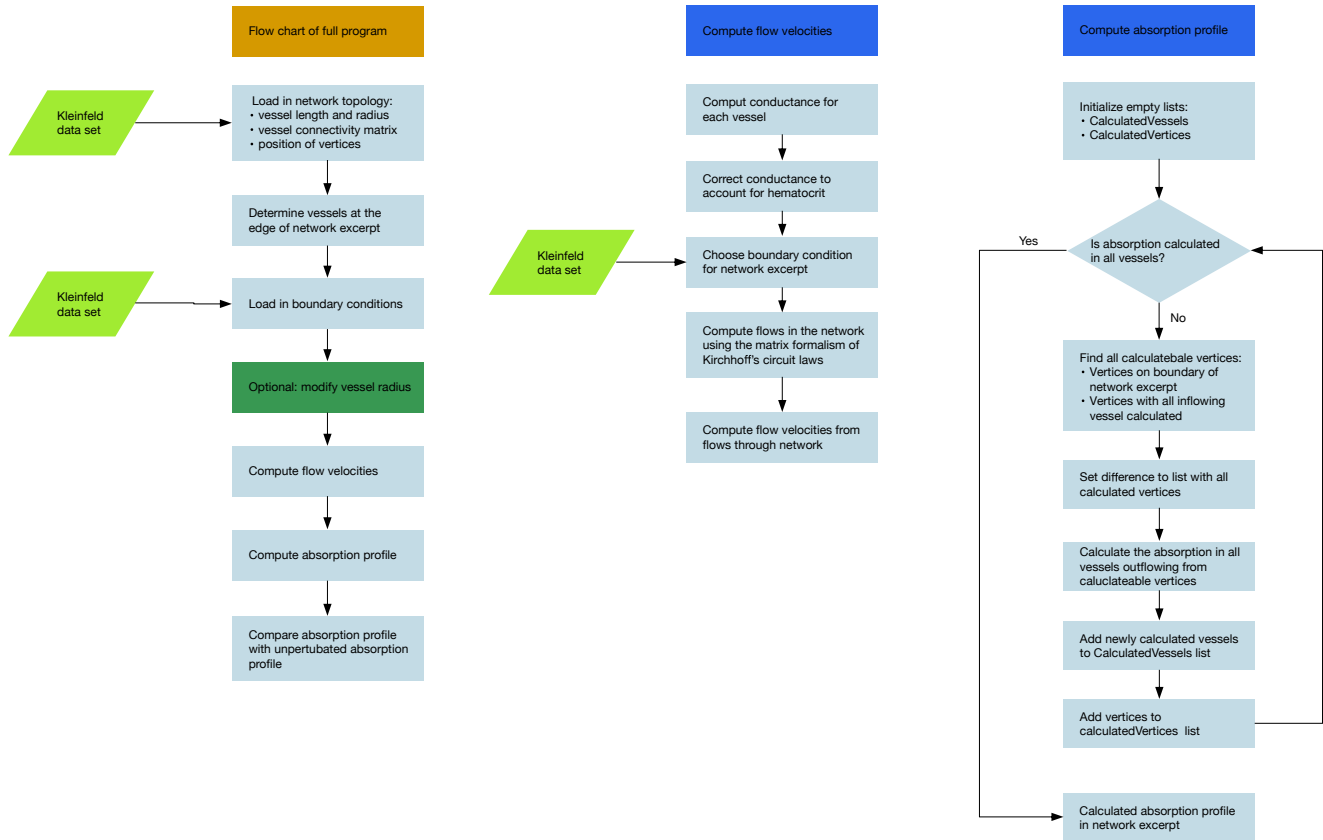 Flow chart of full program
Kleinfeld
data set
Load in network topology:
• vessel length and radius
• vessel connectivity matrix
• position of vertices
Determine vessels at the
edge of network excerpt
Kleinfeld
data set
Load in boundary conditions
Optional: modify vessel radius
Compute flow velocities
Compute absorption profile
Compare absorption profile
with unpertubated absorption
profile
Compute flow velocities
Comput conductance for
each vessel
Correct conductance to
account for hematocrit
Kleinfeld
data set
Choose boundary condition
for network excerpt
Compute flows in the network
using the matrix formalism of
Kirchhoff's circuit laws
Compute flow velocities from
flows through network
Compute absorption profile
Initialize empty lists:
• CalculatedVessels
• CalculatedVertices
Yes
Is absorption calculated
in all vessels?
No
Find all calculatebale vertices:
• Vertices on boundary of
network excerpt
• Vertices with all inflowing
vessel calculated
Set difference to list with all
calculated vertices
Calculate the absorption in all
vessels outflowing from
caluclateable vertices
Add newly calculated vessels
to CalculatedVessels list
Add vertices to
calculatedVertices list
Calculated absorption profile
in network excerpt